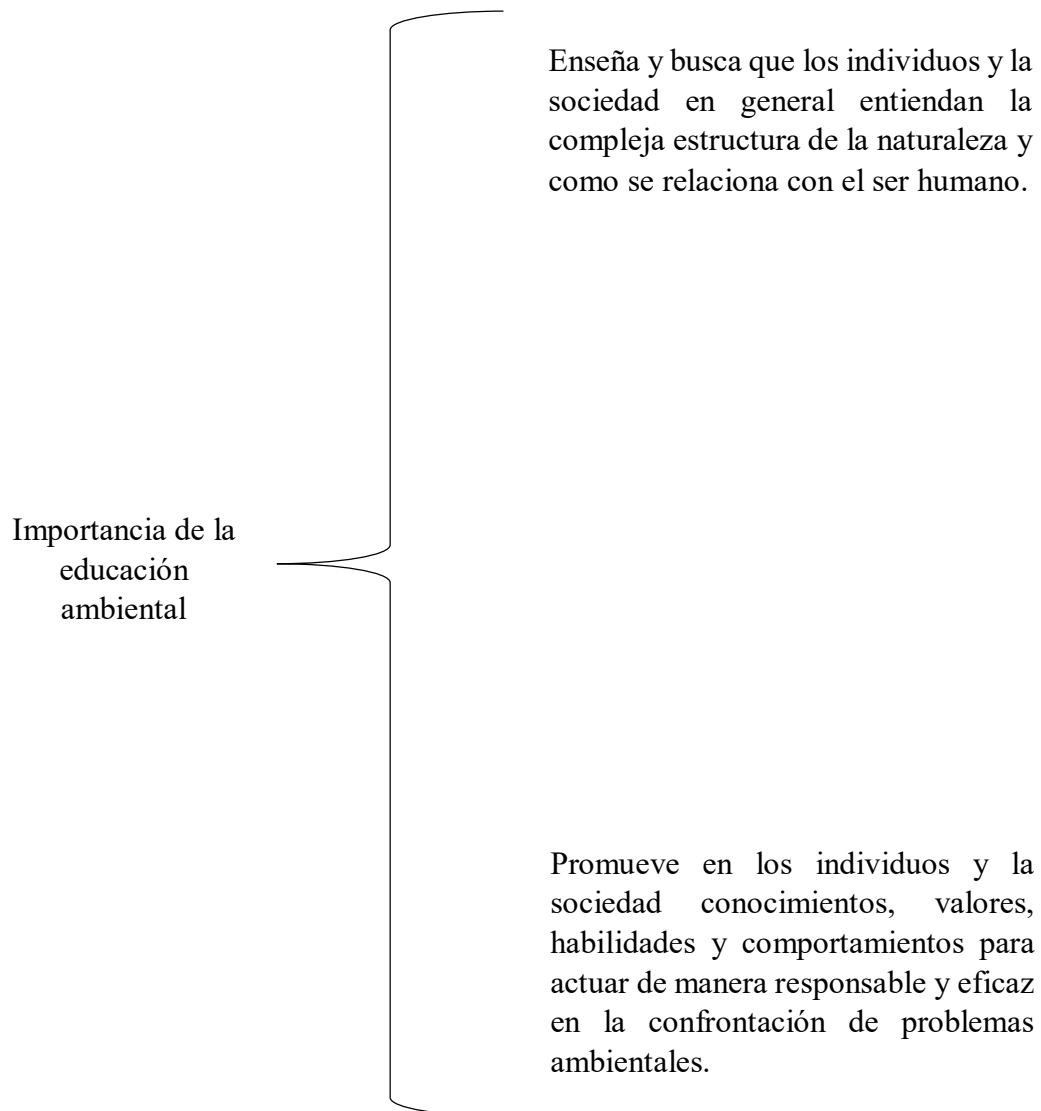 Enseña y busca que los individuos y la
sociedad en general entiendan la
compleja estructura de la naturaleza y
como se relaciona con el ser humano.
Importancia de la
educación
ambiental
Promueve en los individuos y la
sociedad conocimientos, valores,
habilidades y comportamientos para
actuar de manera responsable y eficaz
en la confrontación de problemas
ambientales.